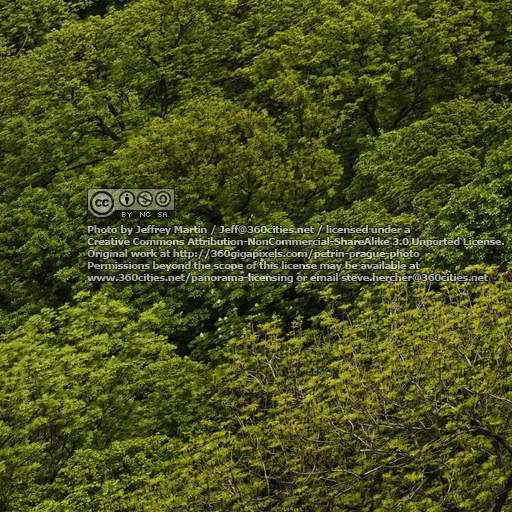 cc
BY NC SA
Photo by Jeffrey Martin / Jeff@360cities.net / licensed under a
Creative Commons Attribution-NonCommercial-ShareAlike 3.0 Unported License.
Original work at http://360gigapixels.com/petrin-prague-photo
Permissions beyond the scope of this license may be available at
www.360cities.net/panorama-licensing or email steve.hercher@360cities.net